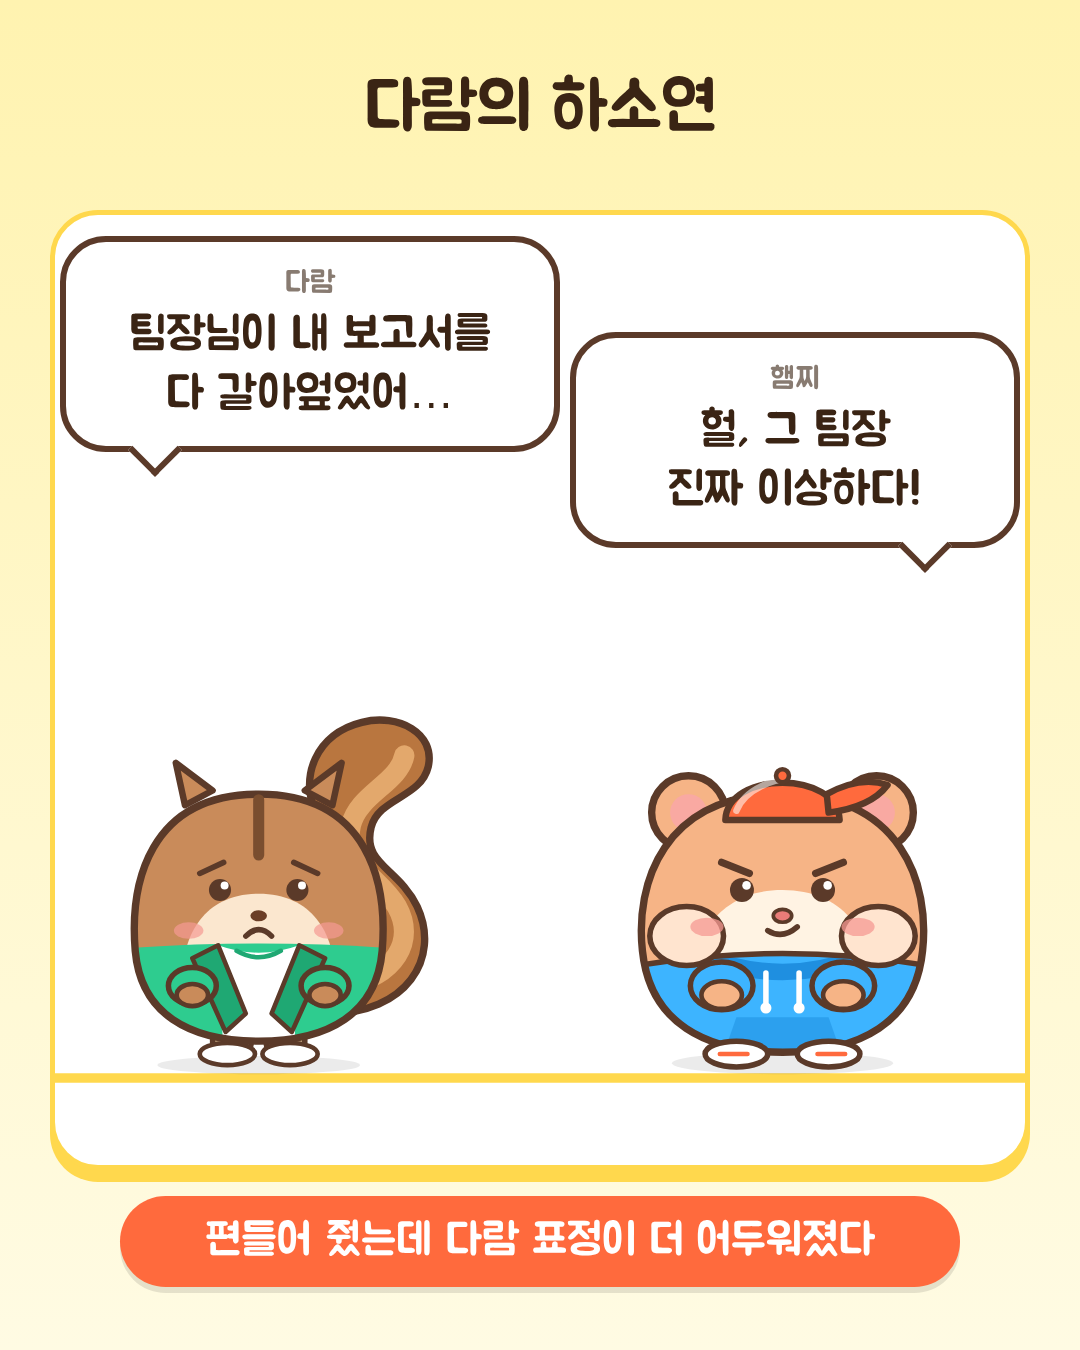 다람의 하소연
다람
팀장님이 내 보고서를
다 갈아엎었어...
햄찌
헐, 그 팀장
진짜 이상하다!
편들어 줬는데 다람 표정이 더 어두워졌다